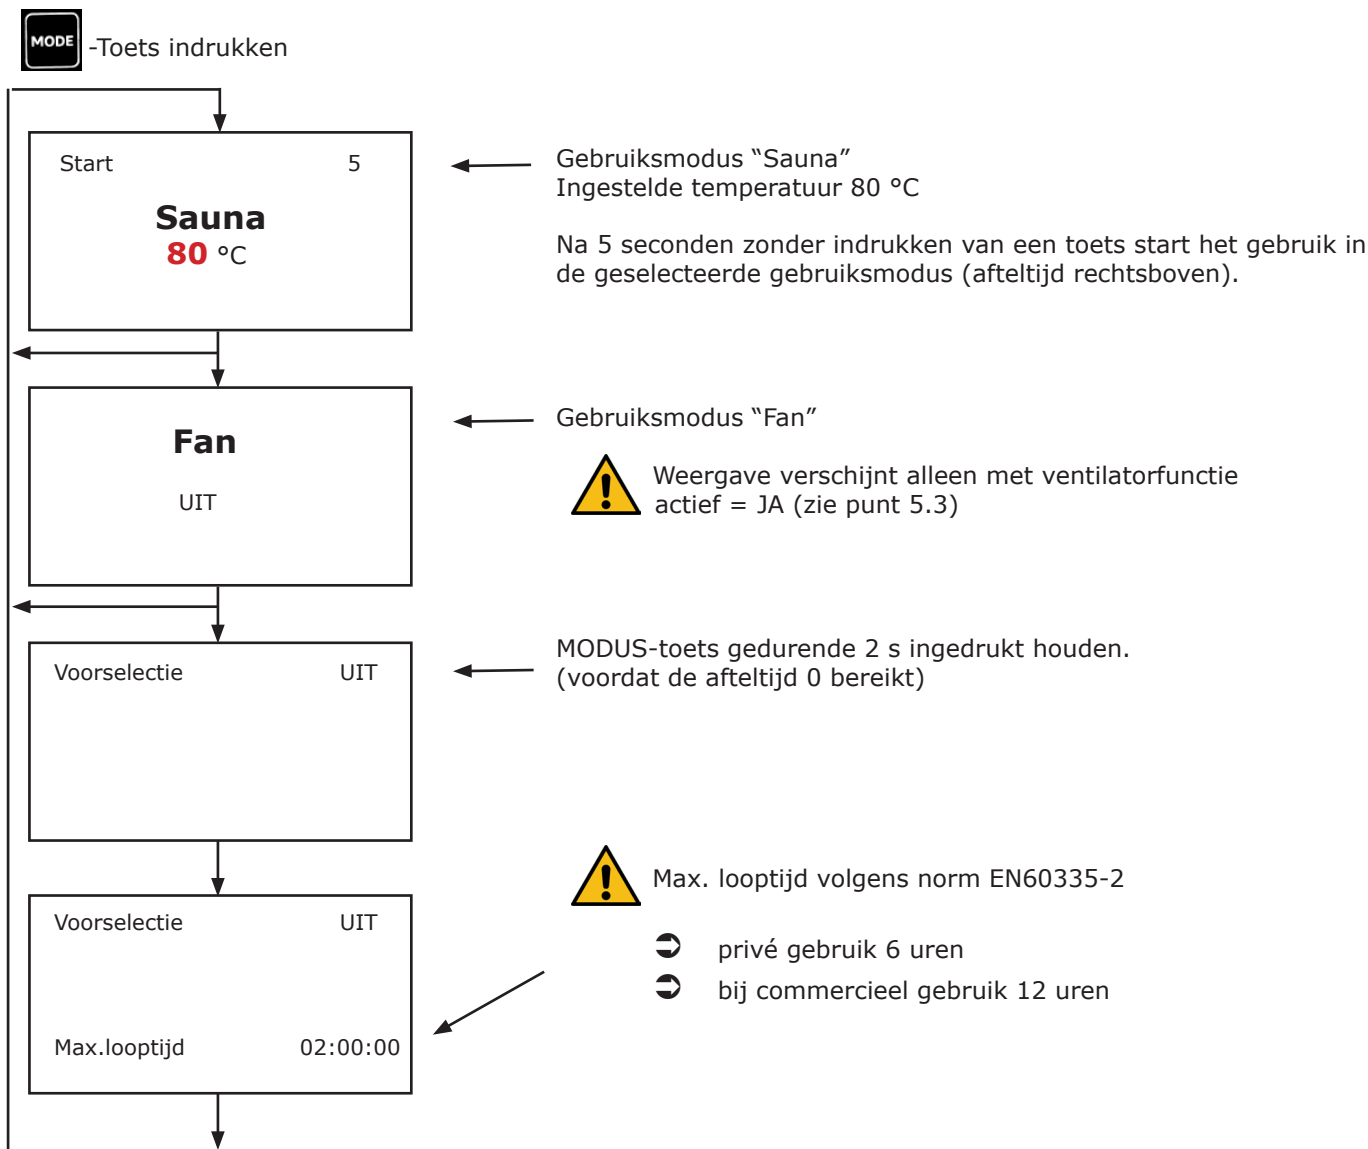 MODE -Toets indrukken
Start 5
Sauna
80 °C
Gebruiksmodus “Sauna”
Ingestelde temperatuur 80 °C
Na 5 seconden zonder indrukken van een toets start het gebruik in
de geselecteerde gebruiksmodus (afteltijd rechtsboven).
Fan
UIT
Gebruiksmodus “Fan”
Weergave verschijnt alleen met ventilatorfunctie
actief = JA (zie punt 5.3)
Voorselectie UIT
MODUS-toets gedurende 2 s ingedrukt houden.
(voordat de afteltijd 0 bereikt)
Voorselectie UIT
Max.looptijd 02:00:00
Max. looptijd volgens norm EN60335-2
privé gebruik 6 uren
bij commercieel gebruik 12 uren